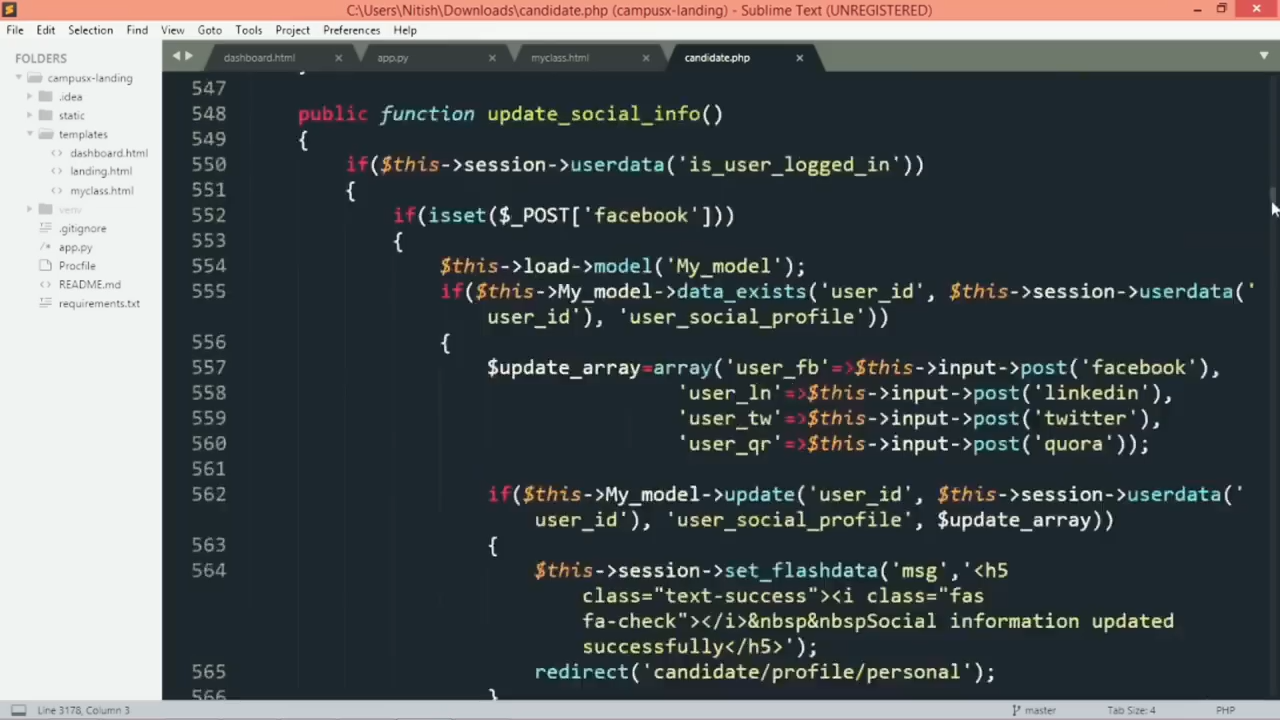 C:\Users\Nitish\Downloads\candidate.php (campusx-landing) - Sublime Text (UNREGISTERED)
File Edit Selection Find View Goto Tools Project Preferences Help
FOLDERS
campusx-landing
.idea
static
templates
dashboard.html
landing.html
myclass.html
venv
.gitignore
app.py
Procfile
README.md
requirements.txt
dashboard.html app.py myclass.html candidate.php
547
548 public function update_social_info()
549 {
550 if($this->session->userdata('is_user_logged_in'))
551 {
552 if(isset($_POST['facebook']))
553 {
554 $this->load->model('My_model');
555 if($this->My_model->data_exists('user_id', $this->session->userdata('
user_id'), 'user_social_profile'))
556 {
557 $update_array=array('user_fb'=>$this->input->post('facebook'),
558 'user_ln'=>$this->input->post('linkedin'),
559 'user_tw'=>$this->input->post('twitter'),
560 'user_qr'=>$this->input->post('quora'));
561
562 if($this->My_model->update('user_id', $this->session->userdata('
user_id'), 'user_social_profile', $update_array))
563 {
564 $this->session->set_flashdata('msg','<h5
class="text-success"><i class="fas
fa-check"></i>&nbsp&nbspSocial information updated
successfully</h5>');
565 redirect('candidate/profile/personal');
566 }
Line 3178, Column 3 master Tab Size: 4 PHP